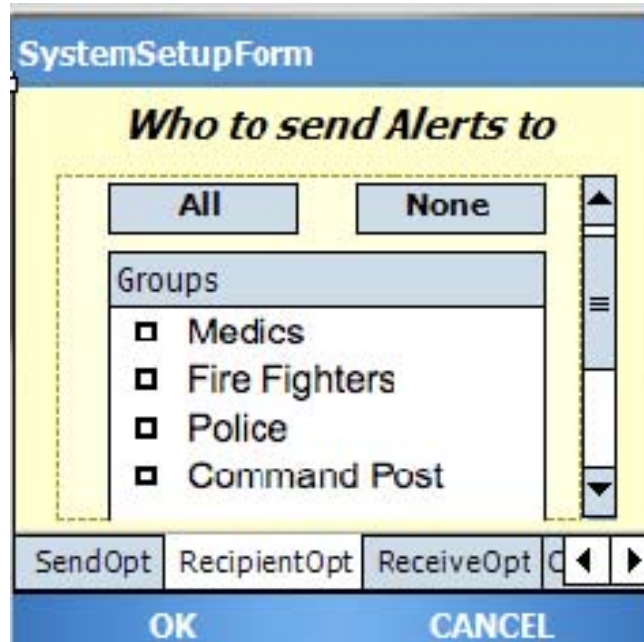 SystemSetupForm
Who to send Alerts to
All None
Groups
Medics
Fire Fighters
Police
Command Post
SendOpt RecipientOpt ReceiveOpt
OK CANCEL